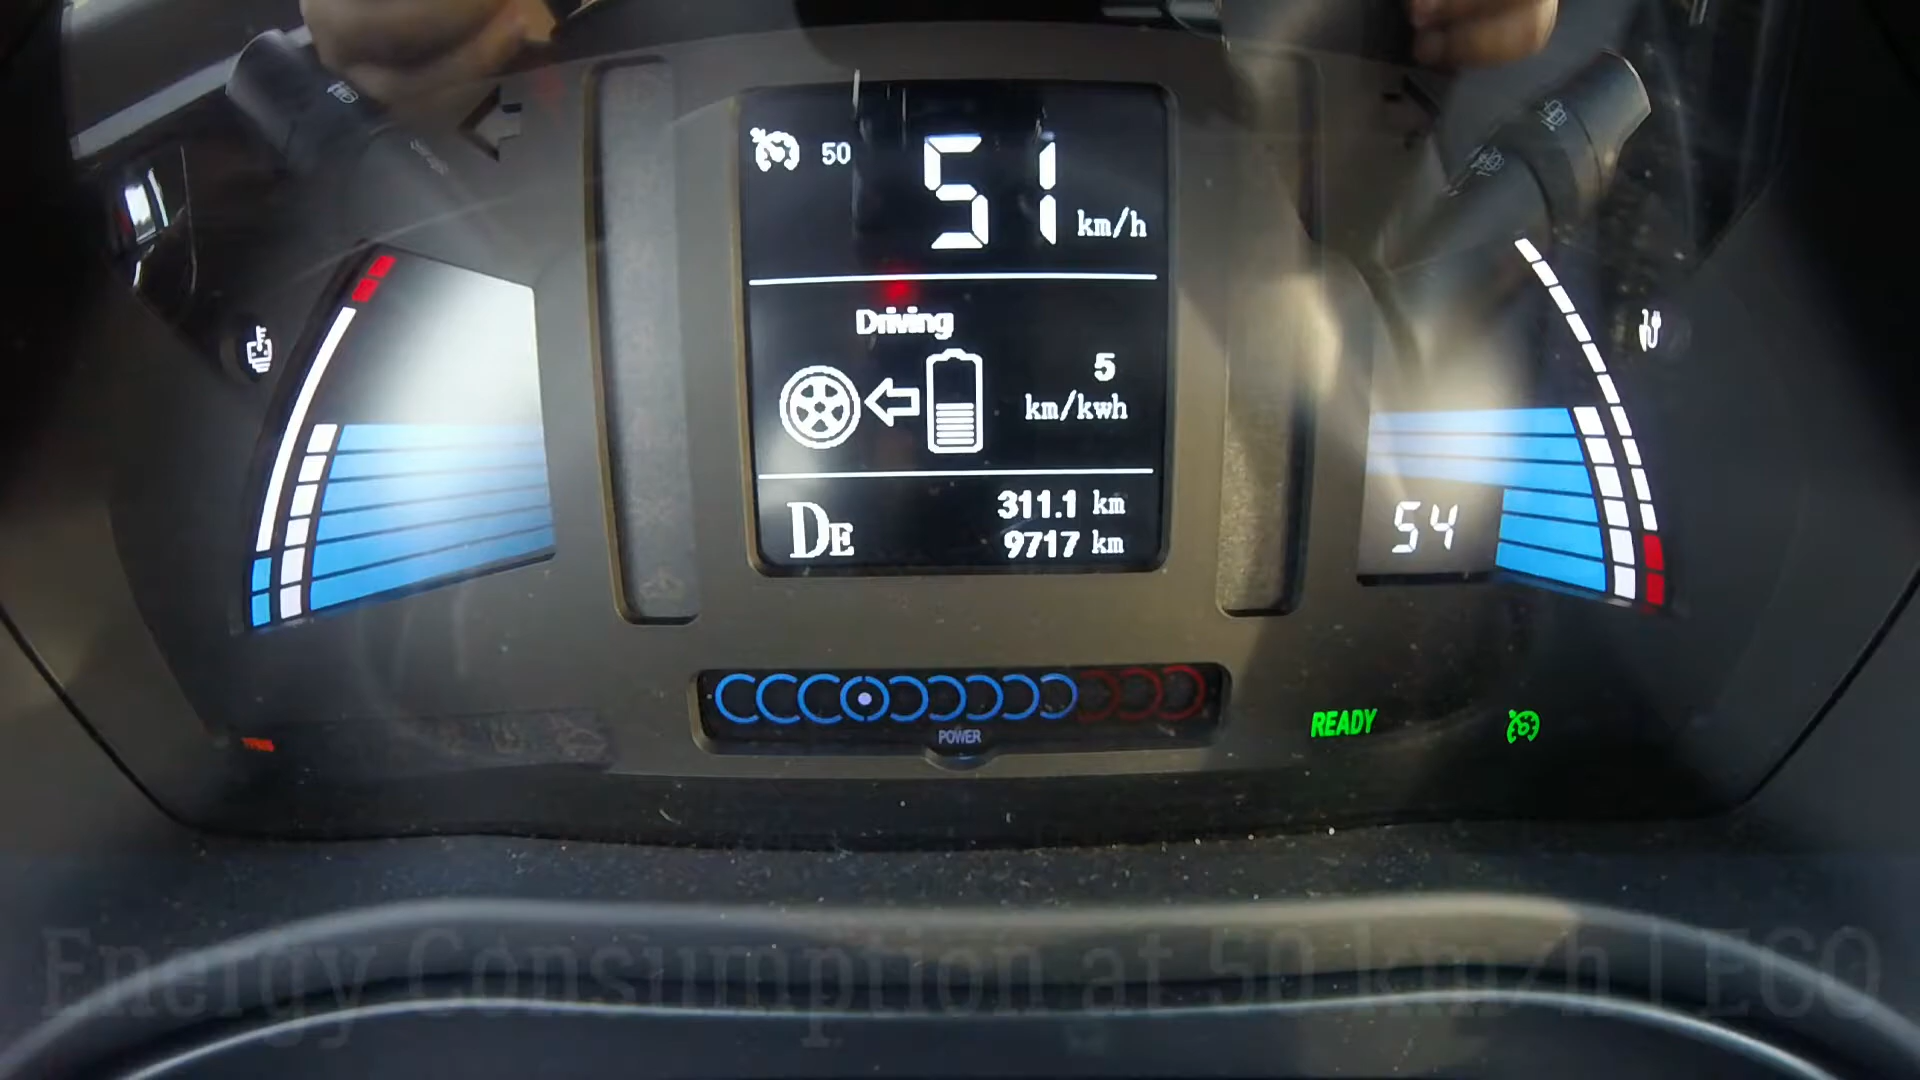 50
51
km/h
Driving
5
km/kwh
DE
311.1 km
9717 km
54
POWER
READY
Energy Consumption at 50 km/h | ECO